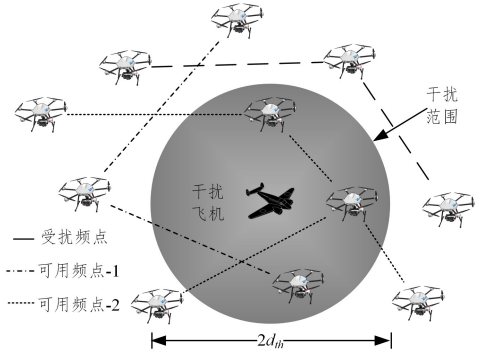 干扰
范围
干扰
飞机
受扰频点
可用频点-1
可用频点-2
2dth